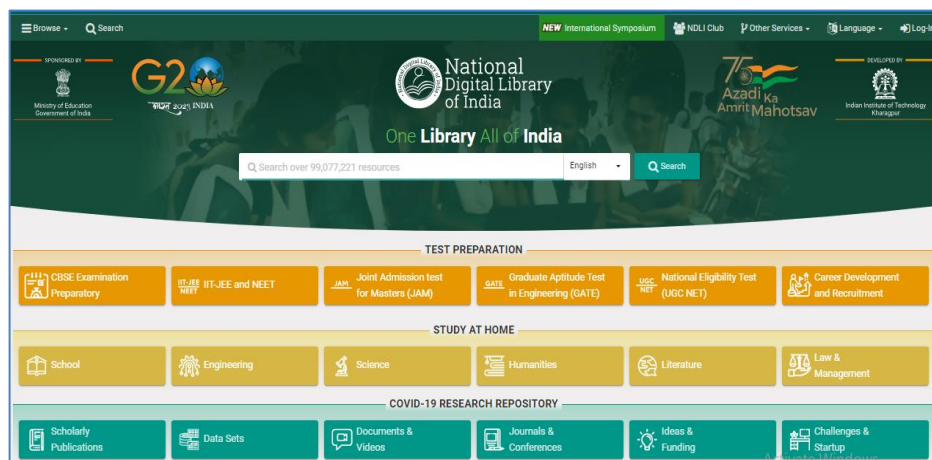 Browse
Search
NEW International Symposium
NDLI Club
Other Services
Language
Log-In
SPONSORED BY
Ministry of Education
Government of India
G20
2023 INDIA
National
Digital Library
of India
75
Azadi Ka
Amrit Mahotsav
DEVELOPED BY
Indian Institute of Technology
Kharagpur
One Library All of India
Search over 99,077,221 resources
English
Search
TEST PREPARATION
CBSE Examination
Preparatory
IIT-JEE
NEET
IIT-JEE and NEET
JAM
Joint Admission test
for Masters (JAM)
GATE
Graduate Aptitude Test
in Engineering (GATE)
UGC
NET
National Eligibility Test
(UGC NET)
Career Development
and Recruitment
STUDY AT HOME
School
Engineering
Science
Humanities
Literature
Law &
Management
COVID-19 RESEARCH REPOSITORY
Scholarly
Publications
Data Sets
Documents &
Videos
Journals &
Conferences
Ideas &
Funding
Challenges &
Startup
Activate Windows